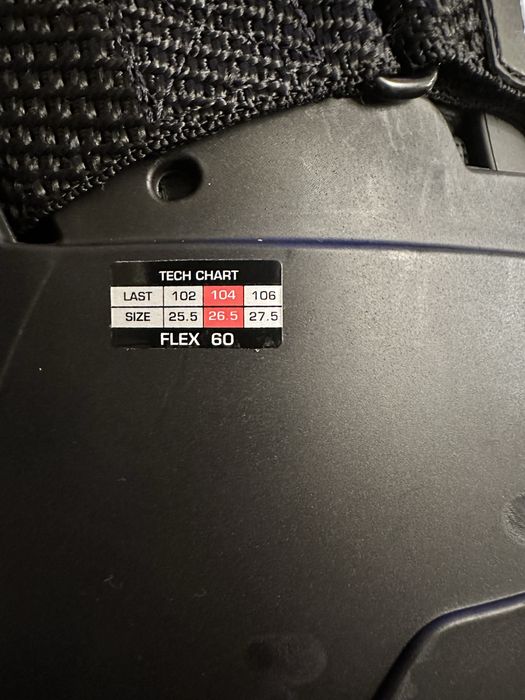 TECH CHART
LAST 102 104 106
SIZE 25.5 26.5 27.5
FLEX 60